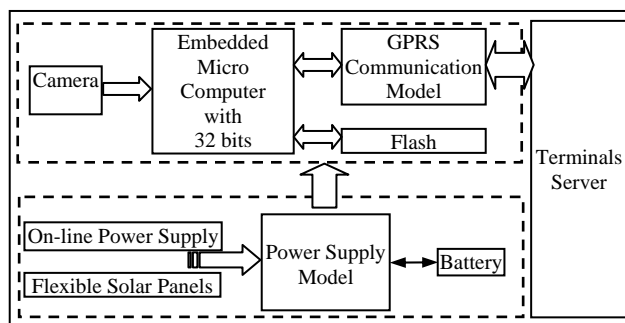 Camera
Embedded
Micro
Computer
with
32 bits
GPRS
Communication
Model
Flash
Terminals
Server
On-line Power Supply
Flexible Solar Panels
Power Supply
Model
Battery